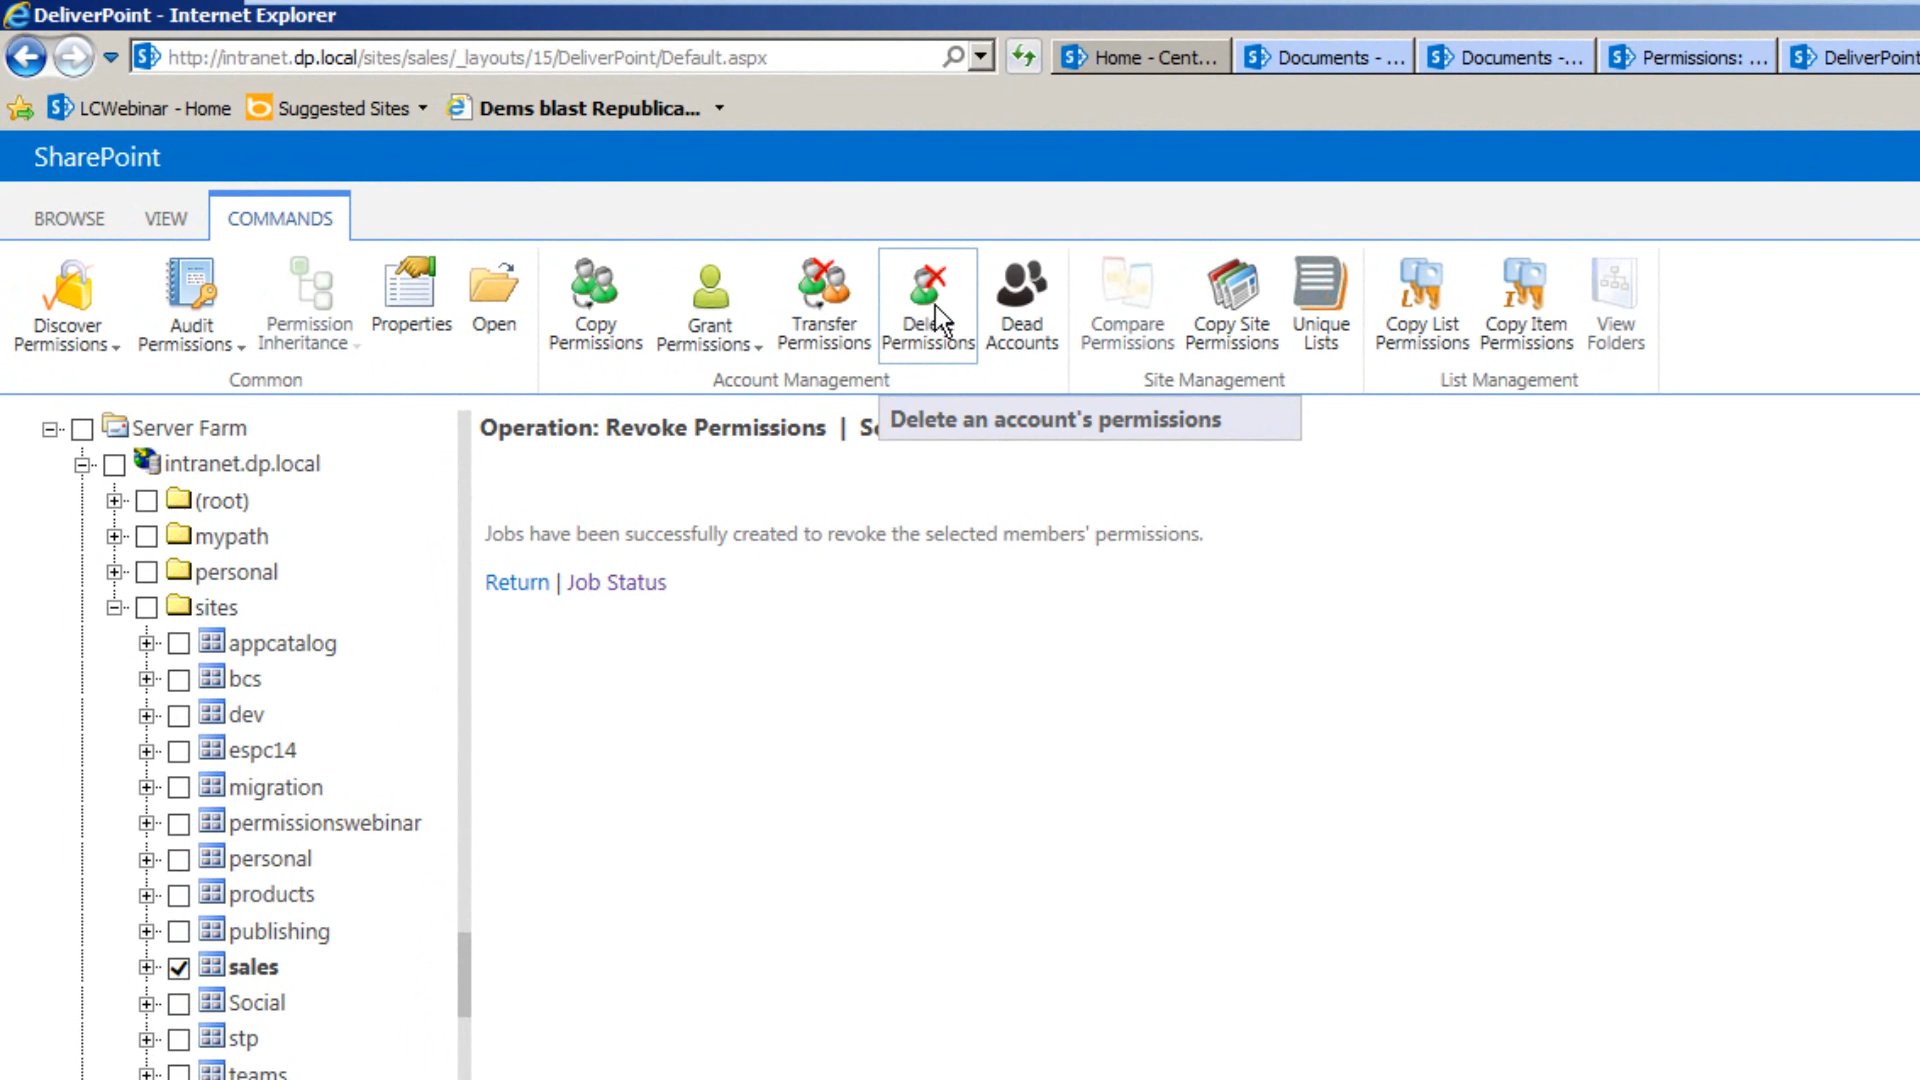 DeliverPoint - Internet Explorer
http://intranet.dp.local/sites/sales/_layouts/15/DeliverPoint/Default.aspx
Home - Cent...
Documents - ...
Documents -...
Permissions: ...
DeliverPoint
LCWebinar - Home
Suggested Sites
Dems blast Republica...
SharePoint
BROWSE
VIEW
COMMANDS
Discover Permissions
Audit Permissions
Permission Inheritance
Properties
Open
Copy Permissions
Grant Permissions
Transfer Permissions
Delete Permissions
Dead Accounts
Compare Permissions
Copy Site Permissions
Unique Lists
Copy List Permissions
Copy Item Permissions
View Folders
Common
Account Management
Site Management
List Management
Delete an account's permissions
Server Farm
intranet.dp.local
(root)
mypath
personal
sites
appcatalog
bcs
dev
espc14
migration
permissionswebinar
personal
products
publishing
sales
Social
stp
teams
Operation: Revoke Permissions |
Jobs have been successfully created to revoke the selected members' permissions.
Return | Job Status